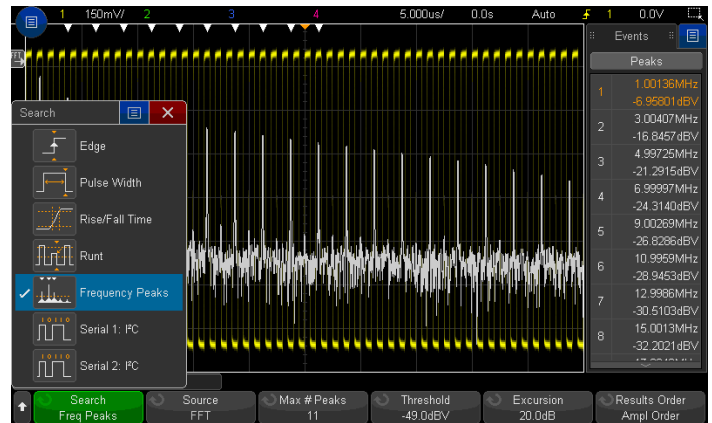 1 150mV/ 2 3 4 5.000us/ 0.0s Auto 1 0.0V
Events
Peaks
1 1.00136MHz
-6.95801dBV
2 3.00407MHz
-16.8457dBV
3 4.99725MHz
-21.2915dBV
4 6.99997MHz
-24.3140dBV
5 9.00269MHz
-26.8286dBV
6 10.9959MHz
-28.9453dBV
7 12.9986MHz
-30.5103dBV
8 15.0013MHz
-32.2021dBV
Search
Edge
Pulse Width
Rise/Fall Time
Runt
Frequency Peaks
10110
Serial 1: I²C
10110
Serial 2: I²C
Search
Freq Peaks
Source
FFT
Max # Peaks
11
Threshold
-49.0dBV
Excursion
20.0dB
Results Order
Ampl Order